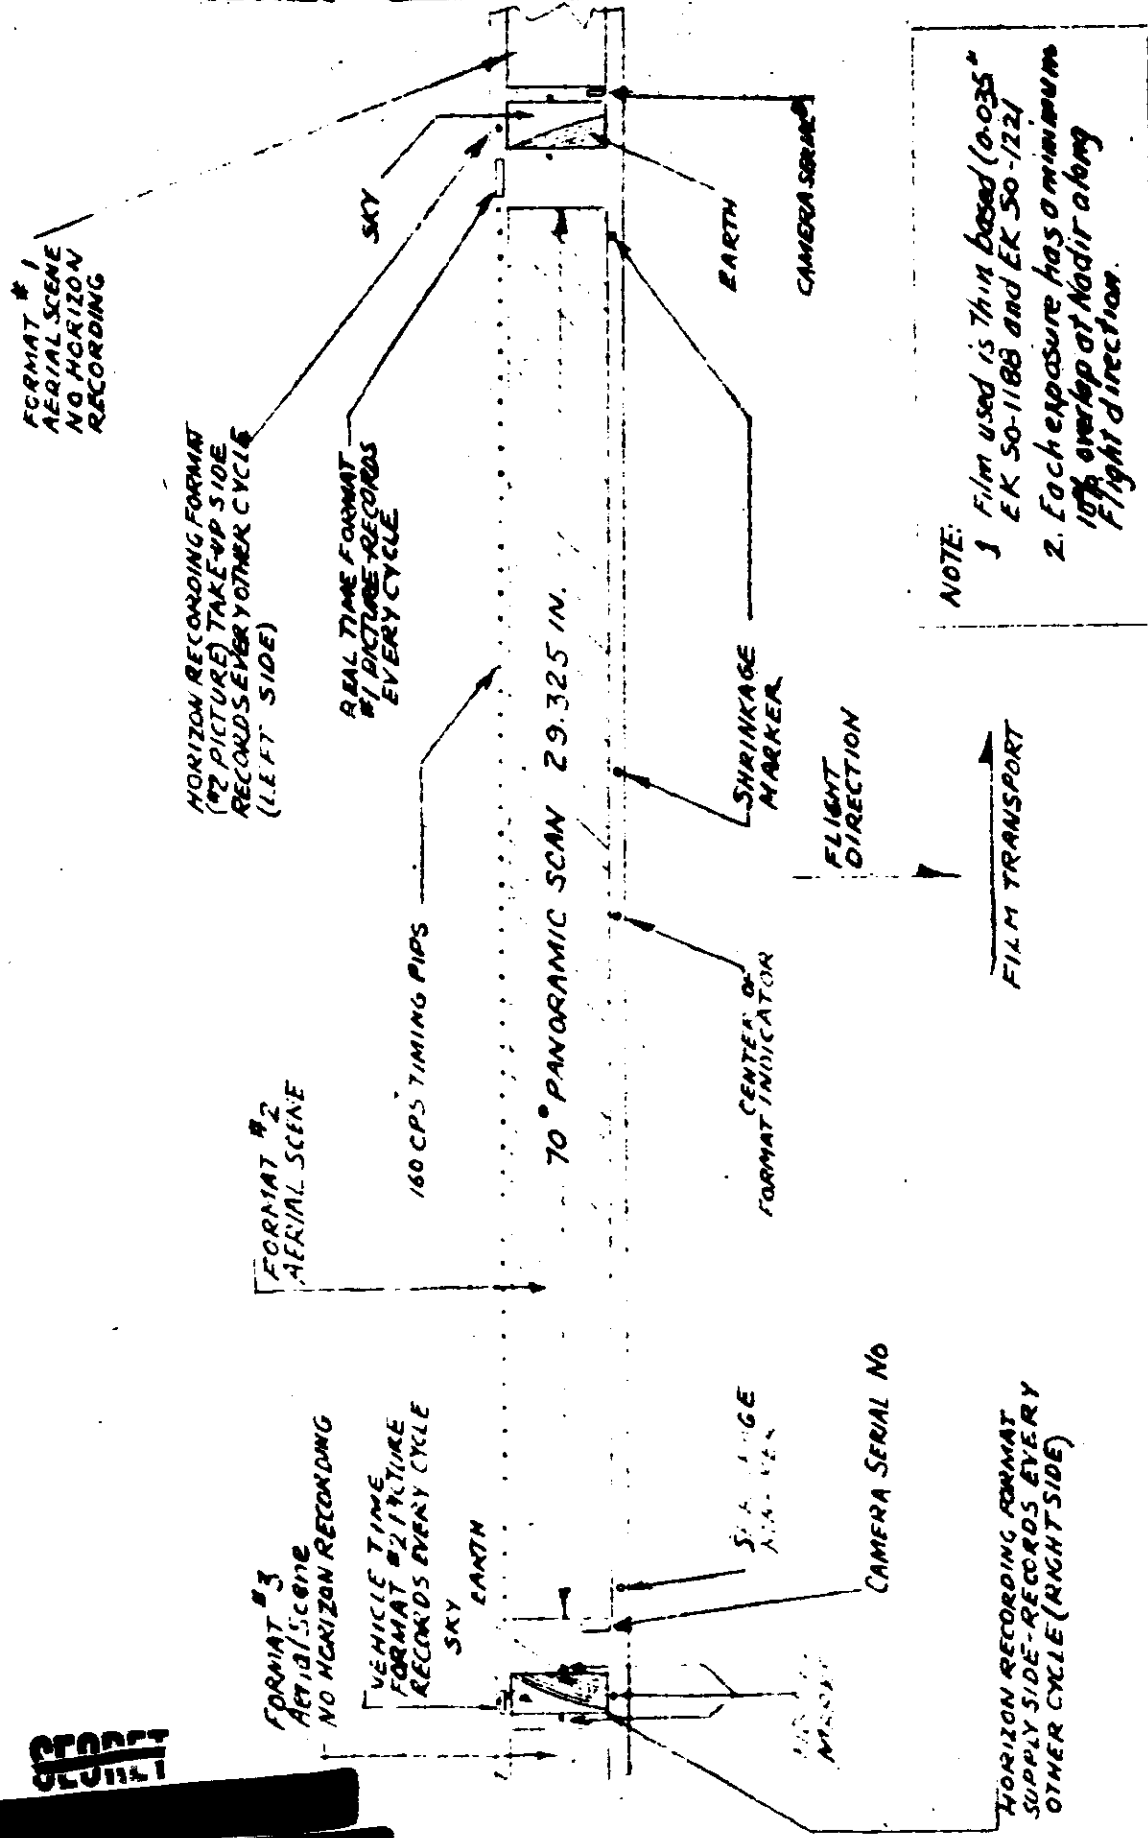 SECRET
FORMAT #1
AERIAL SCENE
NO HORIZON
RECORDING
HORIZON RECORDING FORMAT
(#2 PICTURE) TAKE-UP SIDE
RECORDS EVERY OTHER CYCLE
(LEFT SIDE)
REAL TIME FORMAT
#1 PICTURE-RECORDS
EVERY CYCLE
SKY
EARTH
CAMERA SERIAL#
160 CPS TIMING PIPS
FORMAT #2
AERIAL SCENE
70° PANORAMIC SCAN 29.325 IN.
FORMAT #3
Aerial Scene
NO HORIZON RECORDING
VEHICLE TIME
FORMAT #2 PICTURE
RECORDS EVERY CYCLE
SKY
EARTH
SHRINKAGE
MARKER
CENTER OF
FORMAT INDICATOR
FLIGHT
DIRECTION
FILM TRANSPORT
CAMERA SERIAL NO
HORIZON RECORDING FORMAT
SUPPLY SIDE-RECORDS EVERY
OTHER CYCLE (RIGHT SIDE)
NOTE:
1 Film used is Thin based (0.035"
EK SO-1188 and EK SO-1221
2. Each exposure has a minimum
10% overlap at Nadir along
Flight direction.